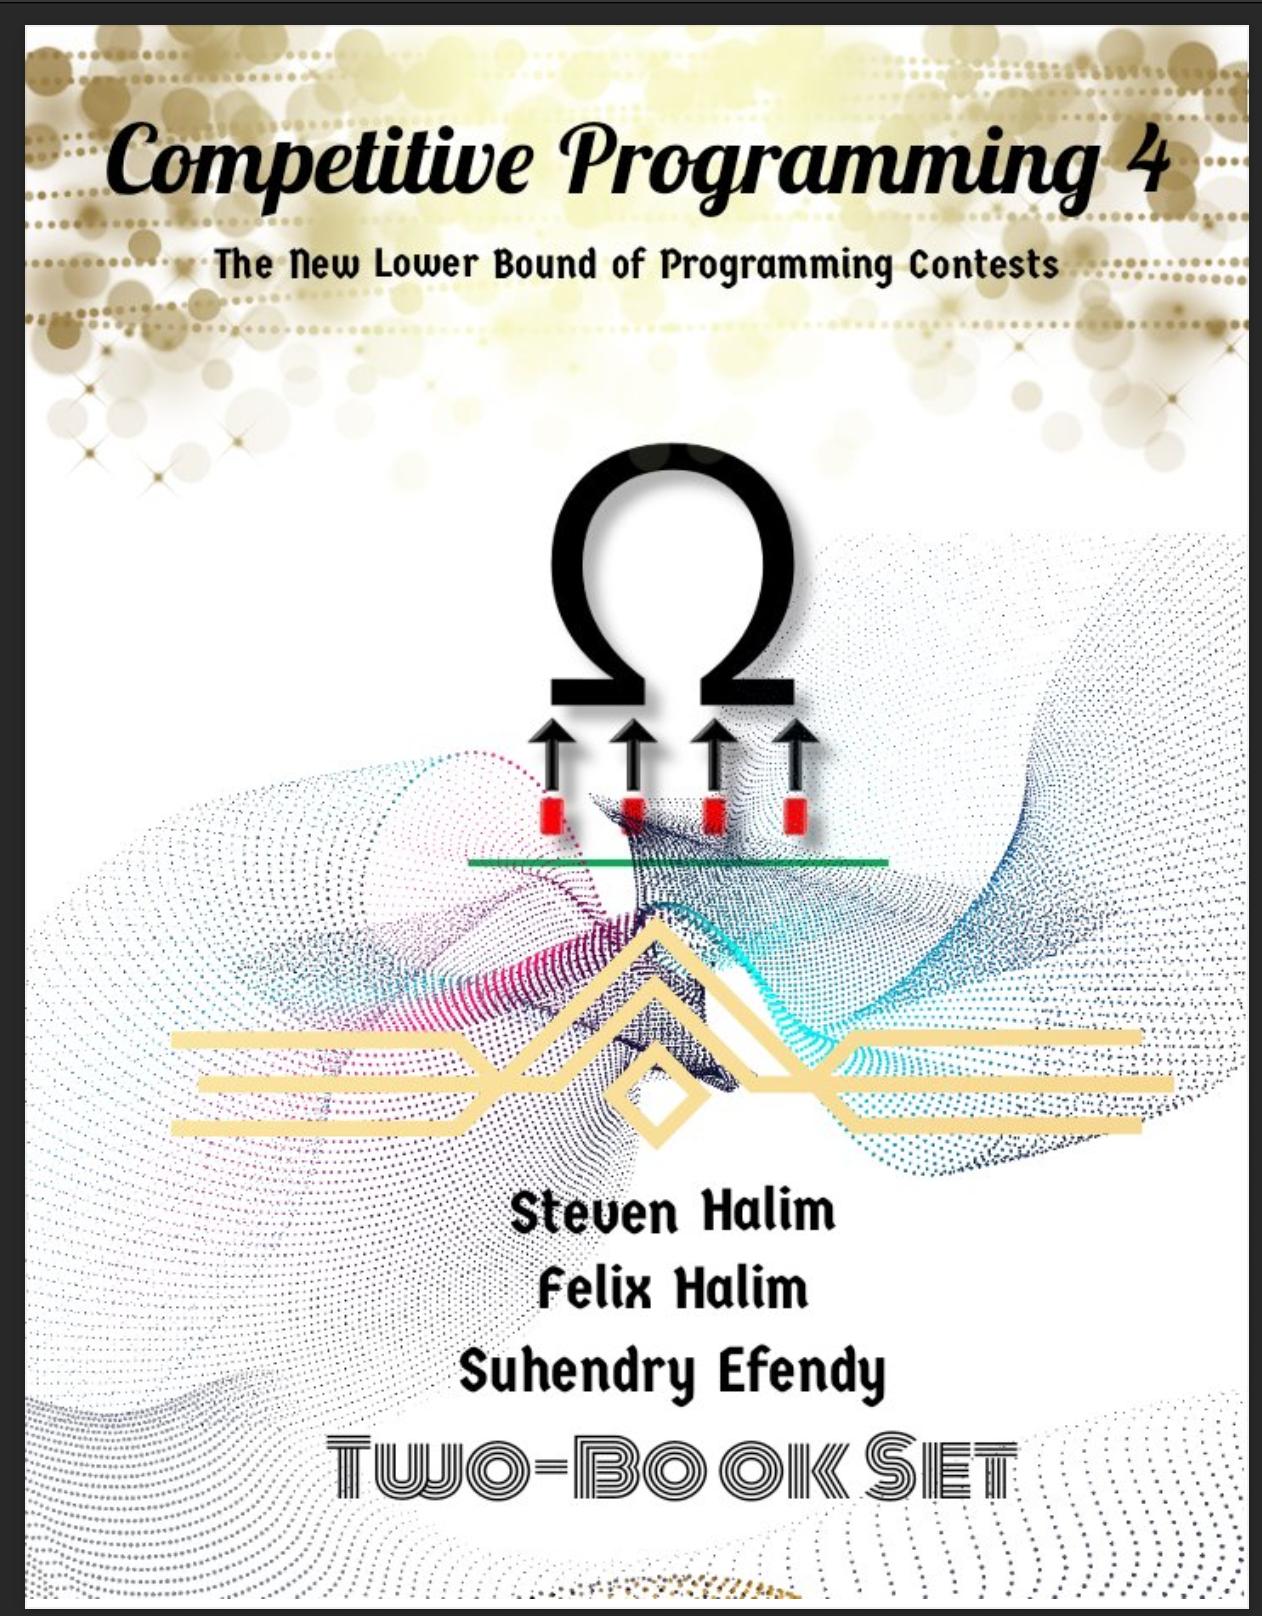 Competitive Programming 4
The New Lower Bound of Programming Contests
Ω
Steven Halim
Felix Halim
Suhendry Efendy
Two-Book Set